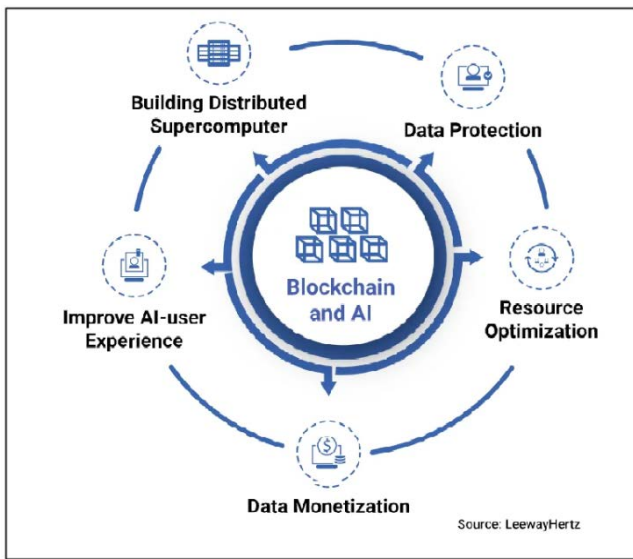 Building Distributed
Supercomputer
Data Protection
Blockchain
and AI
Improve AI-user
Experience
Resource
Optimization
Data Monetization
Source: LeewayHertz